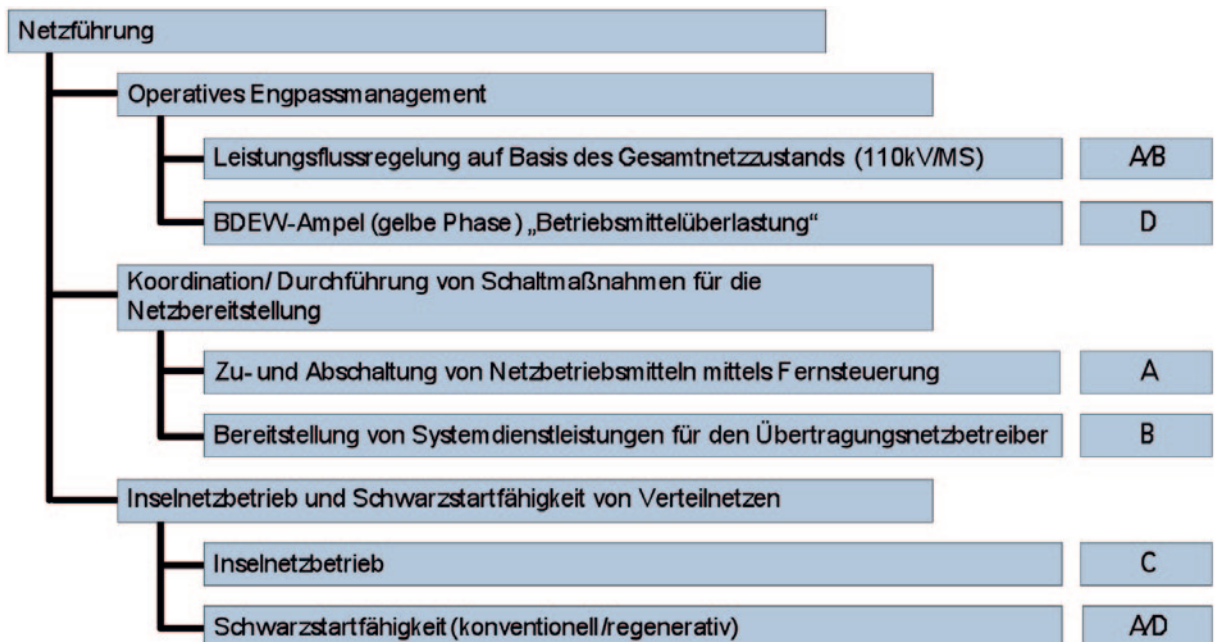 Netzführung
Operatives Engpassmanagement
Leistungsflussregelung auf Basis des Gesamtnetzzustands (110kV/MS)
A/B
BDEW-Ampel (gelbe Phase) „Betriebsmittelüberlastung“
D
Koordination/ Durchführung von Schaltmaßnahmen für die
Netzbereitstellung
Zu- und Abschaltung von Netzbetriebsmitteln mittels Fernsteuerung
A
Bereitstellung von Systemdienstleistungen für den Übertragungsnetzbetreiber
B
Inselnetzbetrieb und Schwarzstartfähigkeit von Verteilnetzen
Inselnetzbetrieb
C
Schwarzstartfähigkeit (konventionell/regenerativ)
A/D